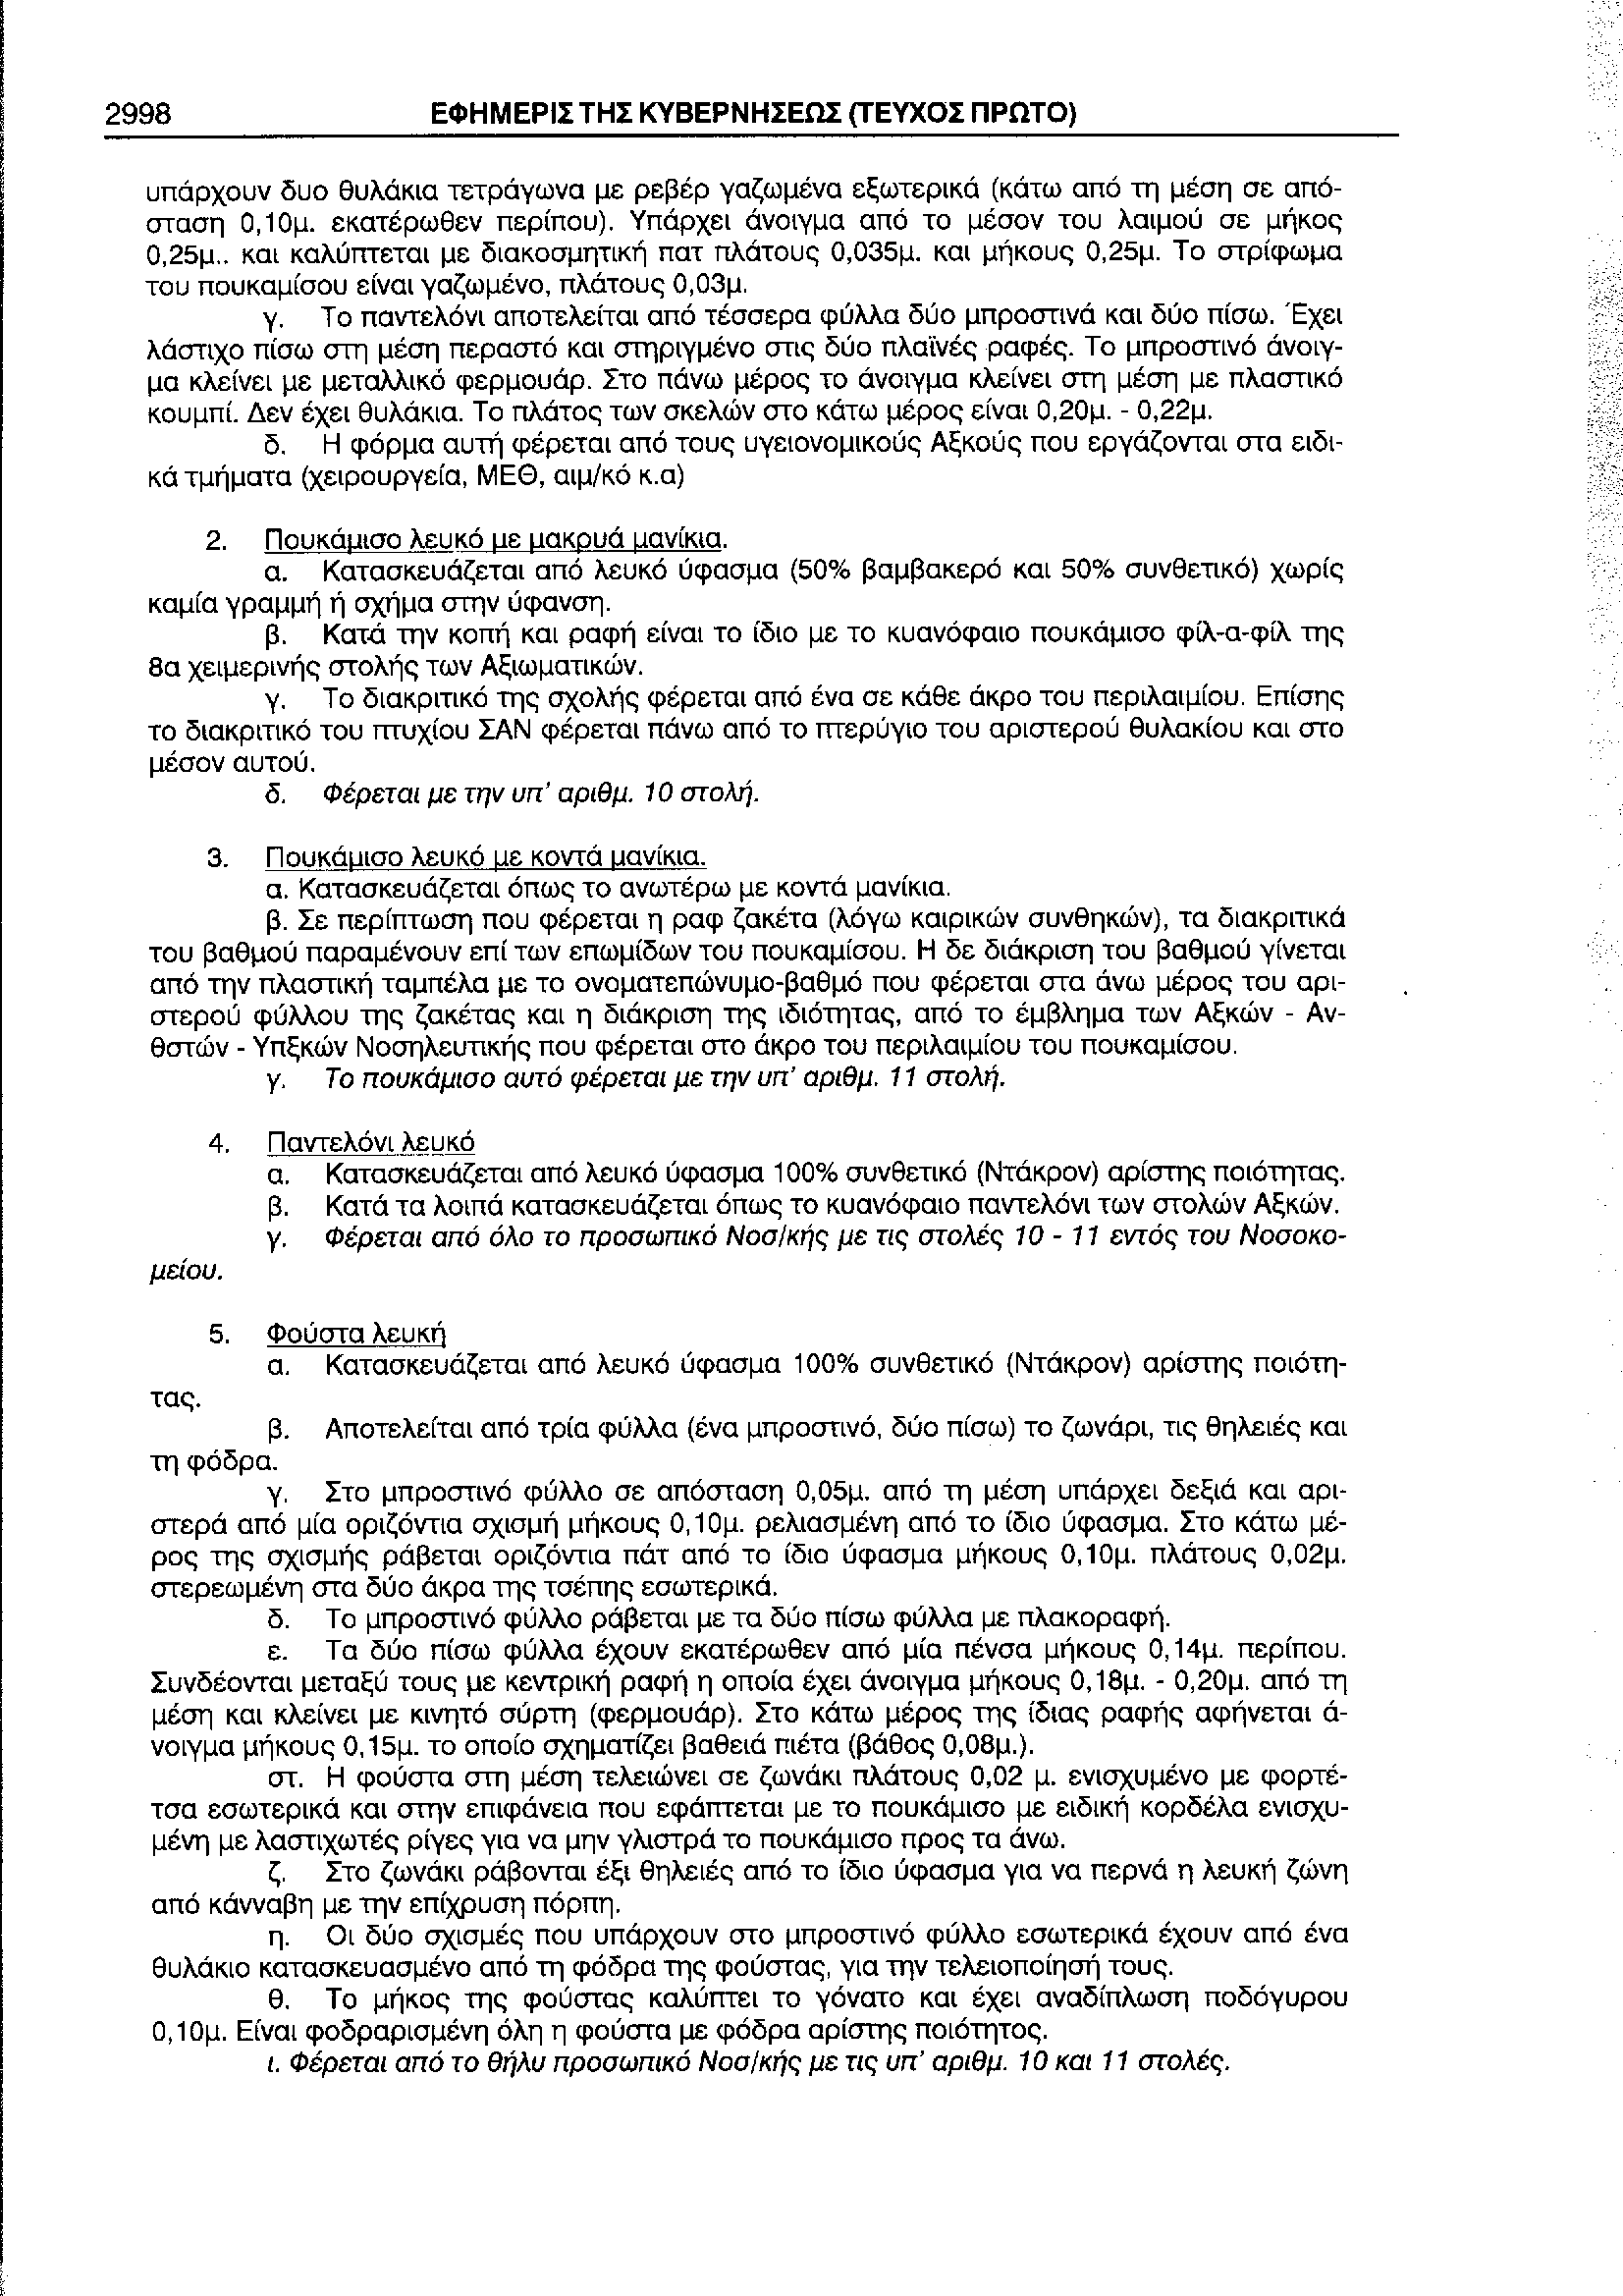 2998 ΕΦΗΜΕΡΙΣ ΤΗΣ ΚΥΒΕΡΝΗΣΕΩΣ (ΤΕΥΧΟΣ ΠΡΩΤΟ)
υπάρχουν δυο θυλάκια τετράγωνα με ρεβέρ γαζωμένα εξωτερικά (κάτω από τη μέση σε από-
σταση 0,10μ. εκατέρωθεν περίπου). Υπάρχει άνοιγμα από το μέσον του λαιμού σε μήκος
0,25μ.. και καλύπτεται με διακοσμητική πατ πλάτους 0,035μ. και μήκους 0,25μ. Το στρίφωμα
του πουκαμίσου είναι γαζωμένο, πλάτους 0,03μ.
γ. Το παντελόνι αποτελείται από τέσσερα φύλλα δύο μπροστινά και δύο πίσω. Έχει
λάστιχο πίσω στη μέση περαστό και στηριγμένο στις δύο πλαϊνές ραφές. Το μπροστινό άνοιγ-
μα κλείνει με μεταλλικό φερμουάρ. Στο πάνω μέρος το άνοιγμα κλείνει στη μέση με πλαστικό
κουμπί. Δεν έχει θυλάκια. Το πλάτος των σκελών στο κάτω μέρος είναι 0,20μ. - 0,22μ.
δ. Η φόρμα αυτή φέρεται από τους υγειονομικούς Αξκούς που εργάζονται στα ειδι-
κά τμήματα (χειρουργεία, ΜΕΘ, αιμ/κό κ.α)
2. Πουκάμισο λευκό με μακρυά μανίκια.
α. Κατασκευάζεται από λευκό ύφασμα (50% βαμβακερό και 50% συνθετικό) χωρίς
καμία γραμμή ή σχήμα στην ύφανση.
β. Κατά την κοπή και ραφή είναι το ίδιο με το κυανόφαιο πουκάμισο φίλ-α-φίλ της
8α χειμερινής στολής των Αξιωματικών.
γ. Το διακριτικό της σχολής φέρεται από ένα σε κάθε άκρο του περιλαιμίου. Επίσης
το διακριτικό του πτυχίου ΣΑΝ φέρεται πάνω από το πτερύγιο του αριστερού θυλακίου και στο
μέσον αυτού.
δ. Φέρεται με την υπ' αριθμ. 10 στολή.
3. Πουκάμισο λευκό με κοντά μανίκια.
α. Κατασκευάζεται όπως το ανωτέρω με κοντά μανίκια.
β. Σε περίπτωση που φέρεται η ραφ ζακέτα (λόγω καιρικών συνθηκών), τα διακριτικά
του βαθμού παραμένουν επί των επωμίδων του πουκαμίσου. Η δε διάκριση του βαθμού γίνεται
από την πλαστική ταμπέλα με το ονοματεπώνυμο-βαθμό που φέρεται στα άνω μέρος του αρι-
στερού φύλλου της ζακέτας και η διάκριση της ιδιότητας, από το έμβλημα των Αξκών - Αν-
θστών - Υπξκών Νοσηλευτικής που φέρεται στο άκρο του περιλαιμίου του πουκαμίσου.
γ. Το πουκάμισο αυτό φέρεται με την υπ' αριθμ. 11 στολή.
4. Παντελόνι λευκό
α. Κατασκευάζεται από λευκό ύφασμα 100% συνθετικό (Ντάκρον) αρίστης ποιότητας.
β. Κατά τα λοιπά κατασκευάζεται όπως το κυανόφαιο παντελόνι των στολών Αξκών.
γ. Φέρεται από όλο το προσωπικό Νοσ/κής με τις στολές 10 - 11 εντός του Νοσοκο-
μείου.
5. Φούστα λευκή
α. Κατασκευάζεται από λευκό ύφασμα 100% συνθετικό (Ντάκρον) αρίστης ποιότη-
τας.
β. Αποτελείται από τρία φύλλα (ένα μπροστινό, δύο πίσω) το ζωνάρι, τις θηλειές και
τη φόδρα.
γ. Στο μπροστινό φύλλο σε απόσταση 0,05μ. από τη μέση υπάρχει δεξιά και αρι-
στερά από μία οριζόντια σχισμή μήκους 0,10μ. ρελιασμένη από το ίδιο ύφασμα. Στο κάτω μέ-
ρος της σχισμής ράβεται οριζόντια πάτ από το ίδιο ύφασμα μήκους 0,10μ. πλάτους 0,02μ.
στερεωμένη στα δύο άκρα της τσέπης εσωτερικά.
δ. Το μπροστινό φύλλο ράβεται με τα δύο πίσω φύλλα με πλακοραφή.
ε. Τα δύο πίσω φύλλα έχουν εκατέρωθεν από μία πένσα μήκους 0,14μ. περίπου.
Συνδέονται μεταξύ τους με κεντρική ραφή η οποία έχει άνοιγμα μήκους 0,18μ. - 0,20μ. από τη
μέση και κλείνει με κινητό σύρτη (φερμουάρ). Στο κάτω μέρος της ίδιας ραφής αφήνεται ά-
νοιγμα μήκους 0,15μ. το οποίο σχηματίζει βαθειά πιέτα (βάθος 0,08μ.).
στ. Η φούστα στη μέση τελειώνει σε ζωνάκι πλάτους 0,02 μ. ενισχυμένο με φορτέ-
τσα εσωτερικά και στην επιφάνεια που εφάπτεται με το πουκάμισο με ειδική κορδέλα ενισχυ-
μένη με λαστιχωτές ρίγες για να μην γλιστρά το πουκάμισο προς τα άνω.
ζ. Στο ζωνάκι ράβονται έξι θηλειές από το ίδιο ύφασμα για να περνά η λευκή ζώνη
από κάνναβη με την επίχρυση πόρπη.
η. Οι δύο σχισμές που υπάρχουν στο μπροστινό φύλλο εσωτερικά έχουν από ένα
θυλάκιο κατασκευασμένο από τη φόδρα της φούστας, για την τελειοποίησή τους.
θ. Το μήκος της φούστας καλύπτει το γόνατο και έχει αναδίπλωση ποδόγυρου
0,10μ. Είναι φοδραρισμένη όλη η φούστα με φόδρα αρίστης ποιότητος.
ι. Φέρεται από το θήλυ προσωπικό Νοσ/κής με τις υπ' αριθμ. 10 και 11 στολές.